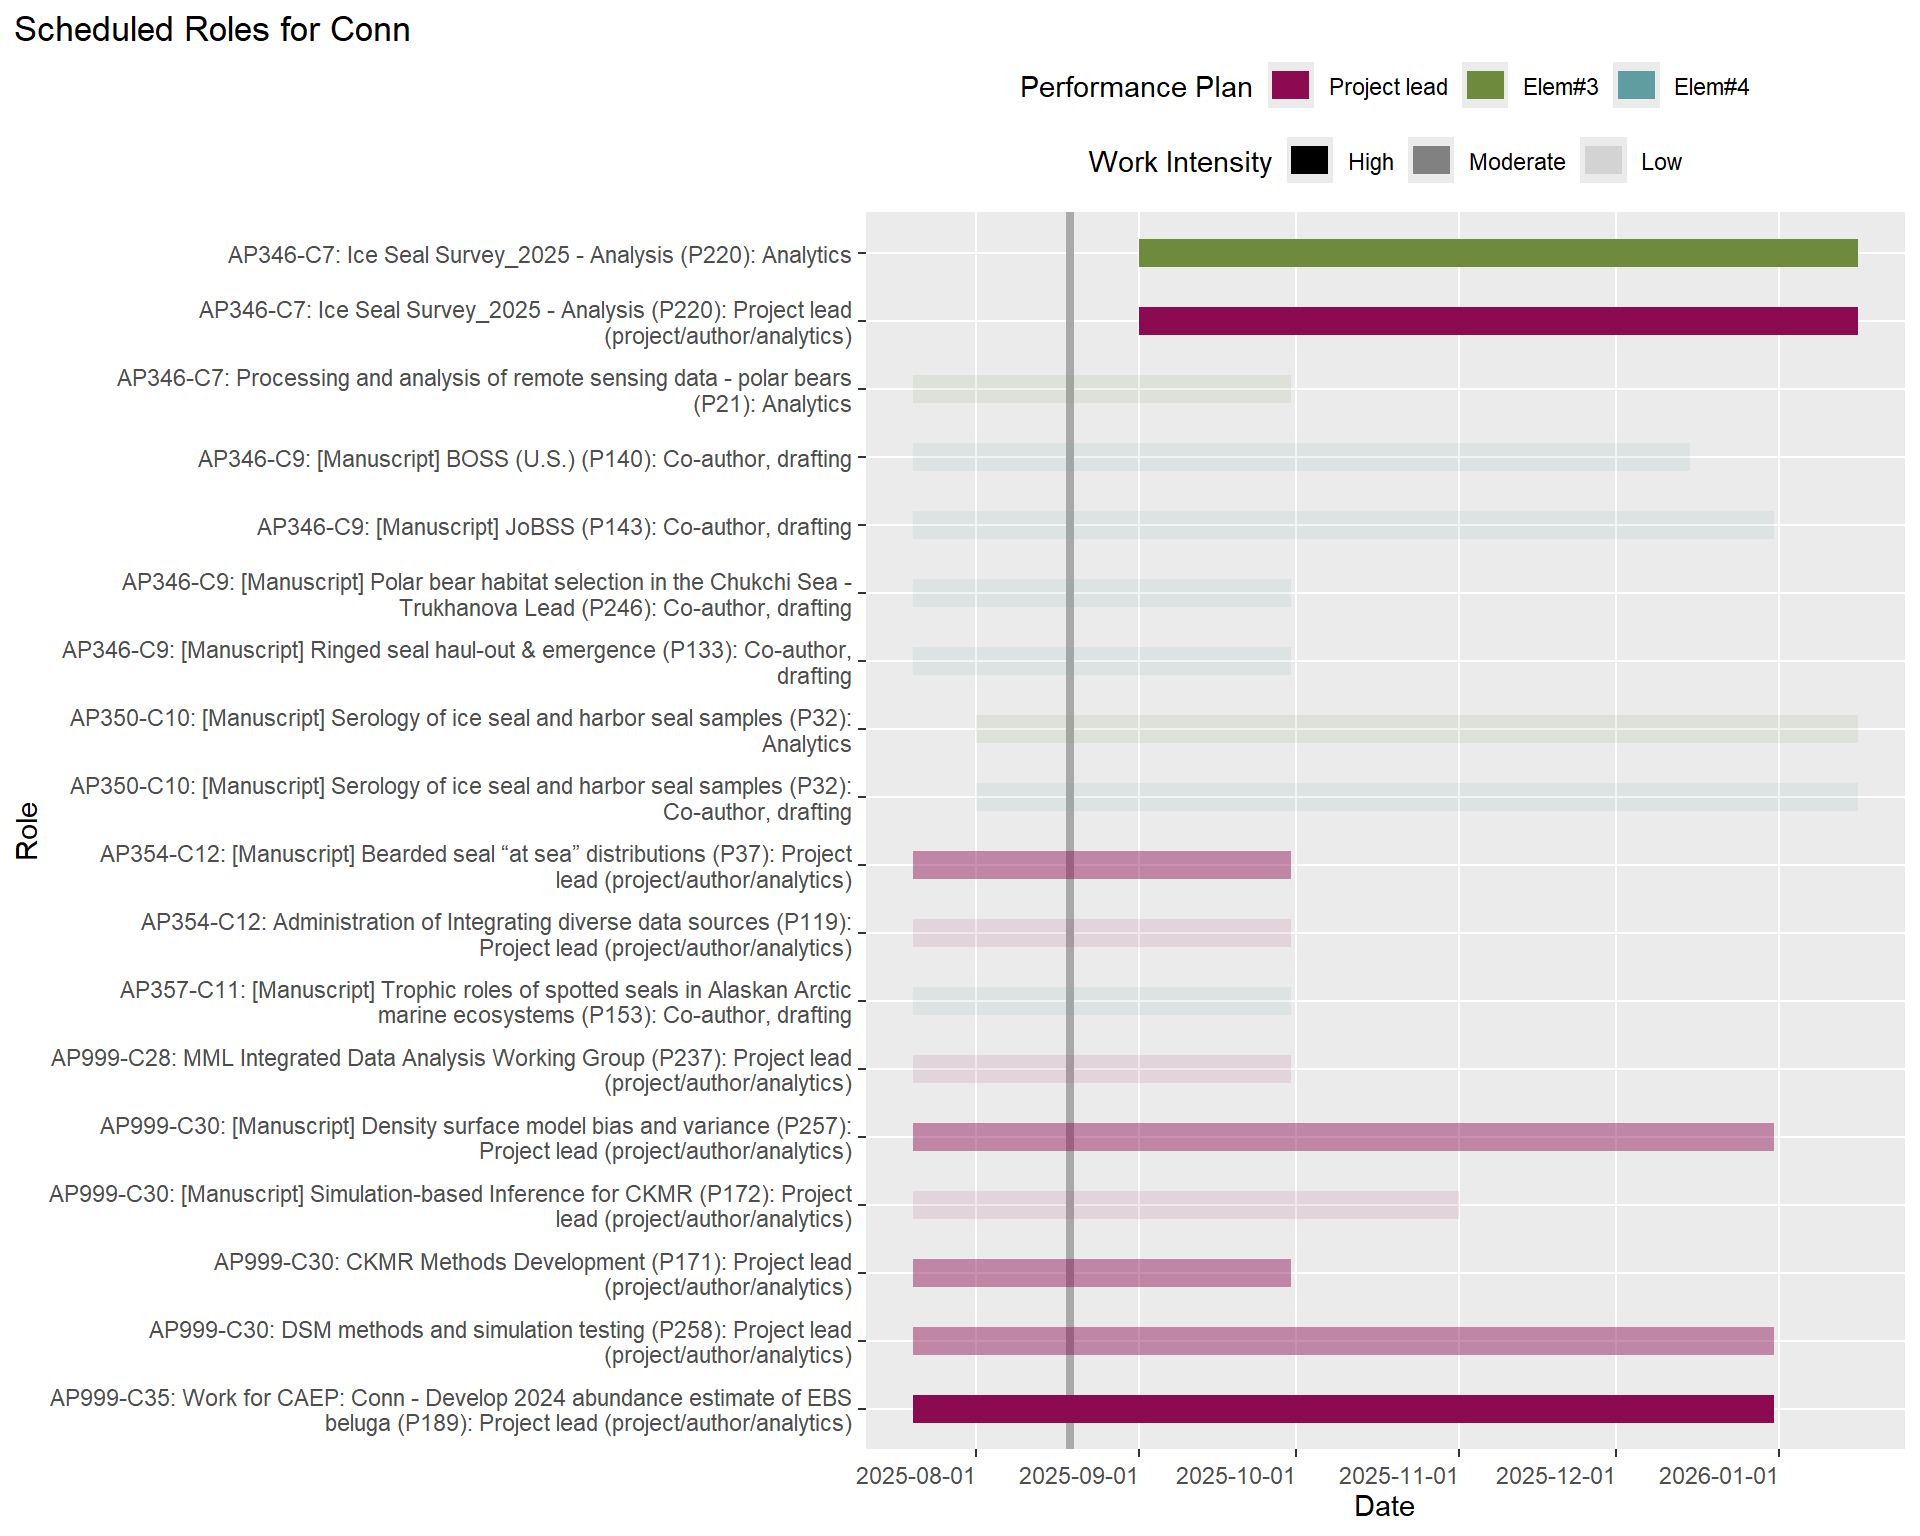 Scheduled Roles for Conn
Performance Plan Project lead Elem#3 Elem#4
Work Intensity High Moderate Low
AP346-C7: Ice Seal Survey_2025 - Analysis (P220): Analytics
AP346-C7: Ice Seal Survey_2025 - Analysis (P220): Project lead
(project/author/analytics)
AP346-C7: Processing and analysis of remote sensing data - polar bears
(P21): Analytics
AP346-C9: [Manuscript] BOSS (U.S.) (P140): Co-author, drafting
AP346-C9: [Manuscript] JoBSS (P143): Co-author, drafting
AP346-C9: [Manuscript] Polar bear habitat selection in the Chukchi Sea -
Trukhanova Lead (P246): Co-author, drafting
AP346-C9: [Manuscript] Ringed seal haul-out & emergence (P133): Co-author,
drafting
AP350-C10: [Manuscript] Serology of ice seal and harbor seal samples (P32):
Analytics
AP350-C10: [Manuscript] Serology of ice seal and harbor seal samples (P32):
Co-author, drafting
AP354-C12: [Manuscript] Bearded seal “at sea” distributions (P37): Project
lead (project/author/analytics)
AP354-C12: Administration of Integrating diverse data sources (P119):
Project lead (project/author/analytics)
AP357-C11: [Manuscript] Trophic roles of spotted seals in Alaskan Arctic
marine ecosystems (P153): Co-author, drafting
AP999-C28: MML Integrated Data Analysis Working Group (P237): Project lead
(project/author/analytics)
AP999-C30: [Manuscript] Density surface model bias and variance (P257):
Project lead (project/author/analytics)
AP999-C30: [Manuscript] Simulation-based Inference for CKMR (P172): Project
lead (project/author/analytics)
AP999-C30: CKMR Methods Development (P171): Project lead
(project/author/analytics)
AP999-C30: DSM methods and simulation testing (P258): Project lead
(project/author/analytics)
AP999-C35: Work for CAEP: Conn - Develop 2024 abundance estimate of EBS
beluga (P189): Project lead (project/author/analytics)
Role
2025-08-01 2025-09-01 2025-10-01 2025-11-01 2025-12-01 2026-01-01
Date